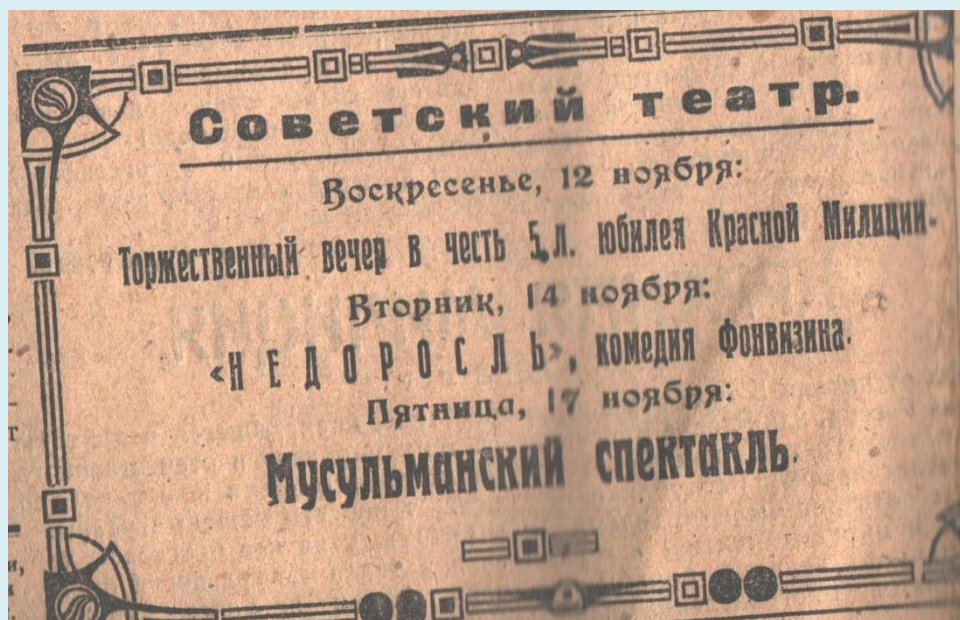 Советский театр.
Воскресенье, 12 ноября:
Торжественный вечер в честь 5 л. юбилея Красной Милиции.
Вторник, 14 ноября:
«НЕДОРОСЛЬ», комедия Фонвизина.
Пятница, 17 ноября:
Мусульманский спектакль.